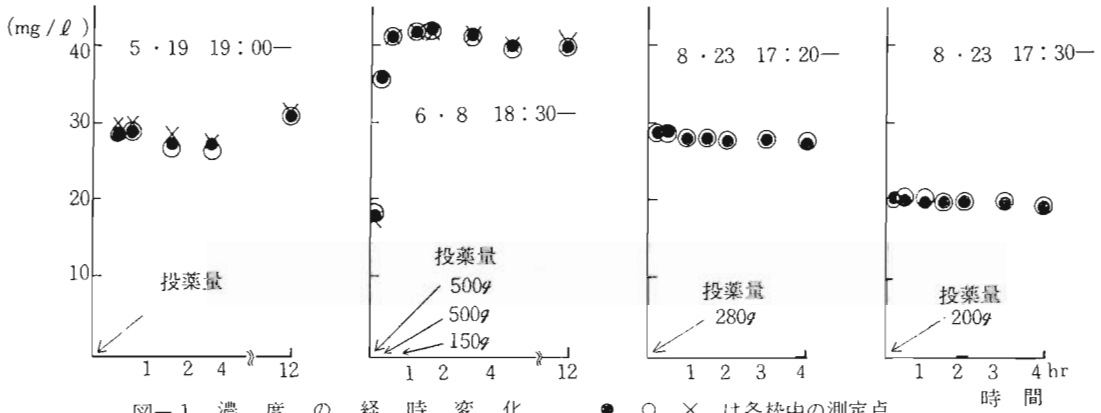 (mg/ℓ)
40
30
20
10
5・19 19:00—
投薬量
1 2 4 12
6・8 18:30—
投薬量
500g
500g
150g
1 2 4 12
8・23 17:20—
投薬量
280g
1 2 3 4
8・23 17:30—
投薬量
200g
1 2 3 4 hr
時間
図-1 濃度の経時変化
● ○ × は各枠中の測定点